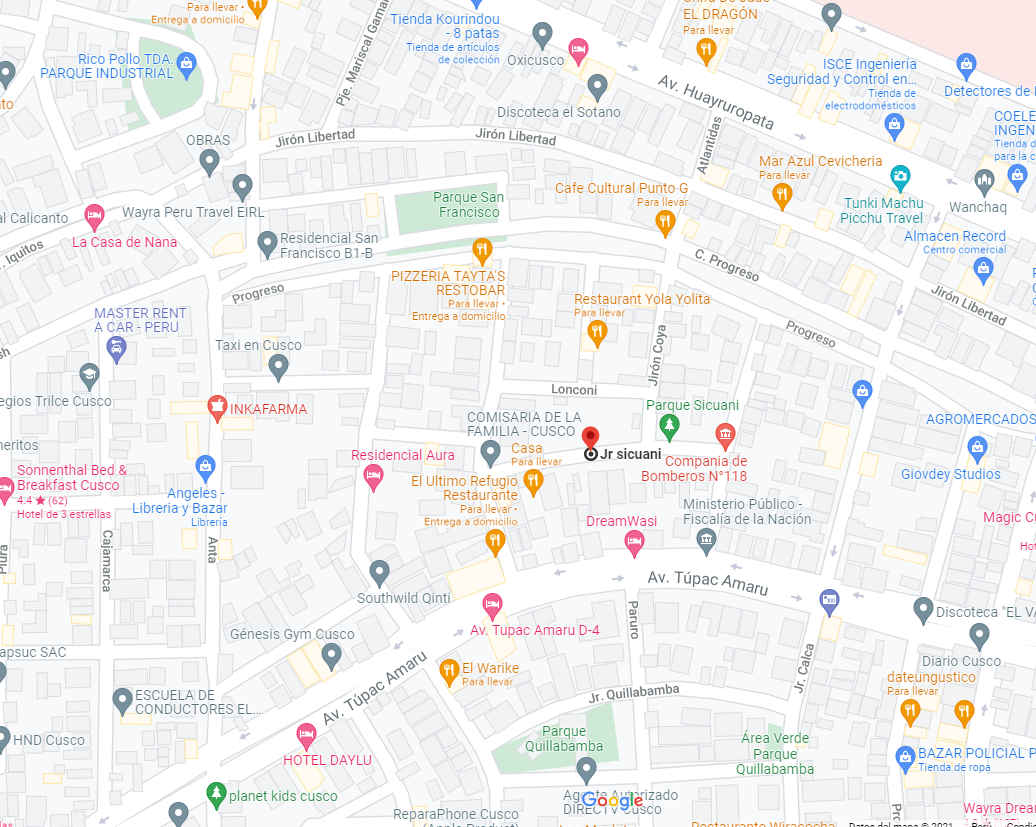 Para llevar •
Entrega a domicilio
Tienda Kourindou
- 8 patas
Tienda de artículos
de colección
EL DRAGÓN
Para llevar
Rico Pollo TDA.
PARQUE INDUSTRIAL
Pje. Mariscal Gamar
Oxicusco
ISCE Ingeniería
Seguridad y Control en...
Tienda de
electrodomésticos
Detectores de
Av. Huayruropata
Discoteca el Sotano
COELE
INGEN
Tienda d
para la c
OBRAS
Jirón Libertad
Jirón Libertad
Atlantidas
Mar Azul Cevicheria
Para llevar
Cafe Cultural Punto G
Para llevar
Parque San
Francisco
Tunki Machu
Picchu Travel
Wanchaq
al Calicanto
Wayra Peru Travel EIRL
La Casa de Nana
Iquitos
Residencial San
Francisco B1-B
Almacen Record
Centro comercial
C. Progreso
PIZZERIA TAYTA'S
RESTOBAR
Para llevar •
Entrega a domicilio
Progreso
Jirón Libertad
MASTER RENT
A CAR - PERU
Restaurant Yola Yolita
Para llevar
Progreso
Taxi en Cusco
Jirón Coya
egios Trilce Cusco
Lonconi
INKAFARMA
COMISARIA DE LA
FAMILIA - CUSCO
Parque Sicuani
AGROMERCADOS
meritos
Casa
Para llevar
Jr sicuani
Residencial Aura
Compania de
Bomberos N°118
Sonnenthal Bed &
Breakfast Cusco
4.4 ★ (62)
Hotel de 3 estrellas
Giovdey Studios
El Ultimo Refugio
Restaurante
Para llevar •
Entrega a domicilio
Angeles -
Libreria y Bazar
Librería
Ministerio Público -
Fiscalía de la Nación
DreamWasi
Magic C
Hot
Piura
Cajamarca
Anta
Av. Túpac Amaru
Southwild Qinti
Paruro
Discoteca "EL VA
Génesis Gym Cusco
Av. Tupac Amaru D-4
apsuc SAC
El Warike
Para llevar
Av. Túpac Amaru
Jr. Calca
Diario Cusco
dateungustico
Para llevar
ESCUELA DE
CONDUCTORES EL...
Jr. Quillabamba
HND Cusco
HOTEL DAYLU
Parque
Quillabamba
Área Verde
Parque
Quillabamba
BAZAR POLICIAL P
Tienda de ropa
planet kids cusco
Agente Autorizado
DIRECTV Cusco
Google
ReparaPhone Cusco
Wayra Dream
Restaurante Wiracocha
Datos del mapa © 2021
Perú